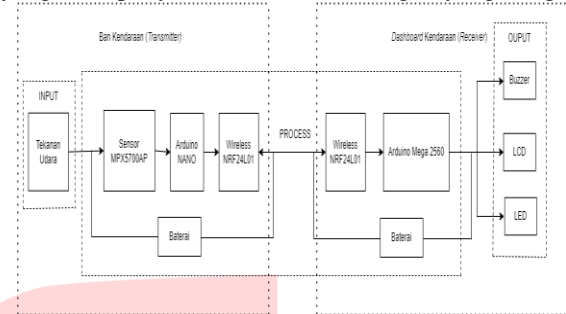 Ban Kendaraan (Transmitter)
Dashboard Kendaraan (Receiver)
OUPUT
INPUT
Tekanan
Udara
Sensor
MPX5700AP
Arduino
NANO
Wireless
NRF24L01
PROCESS
Wireless
NRF24L01
Arduino Mega 2560
Buzzer
LCD
LED
Baterai
Baterai